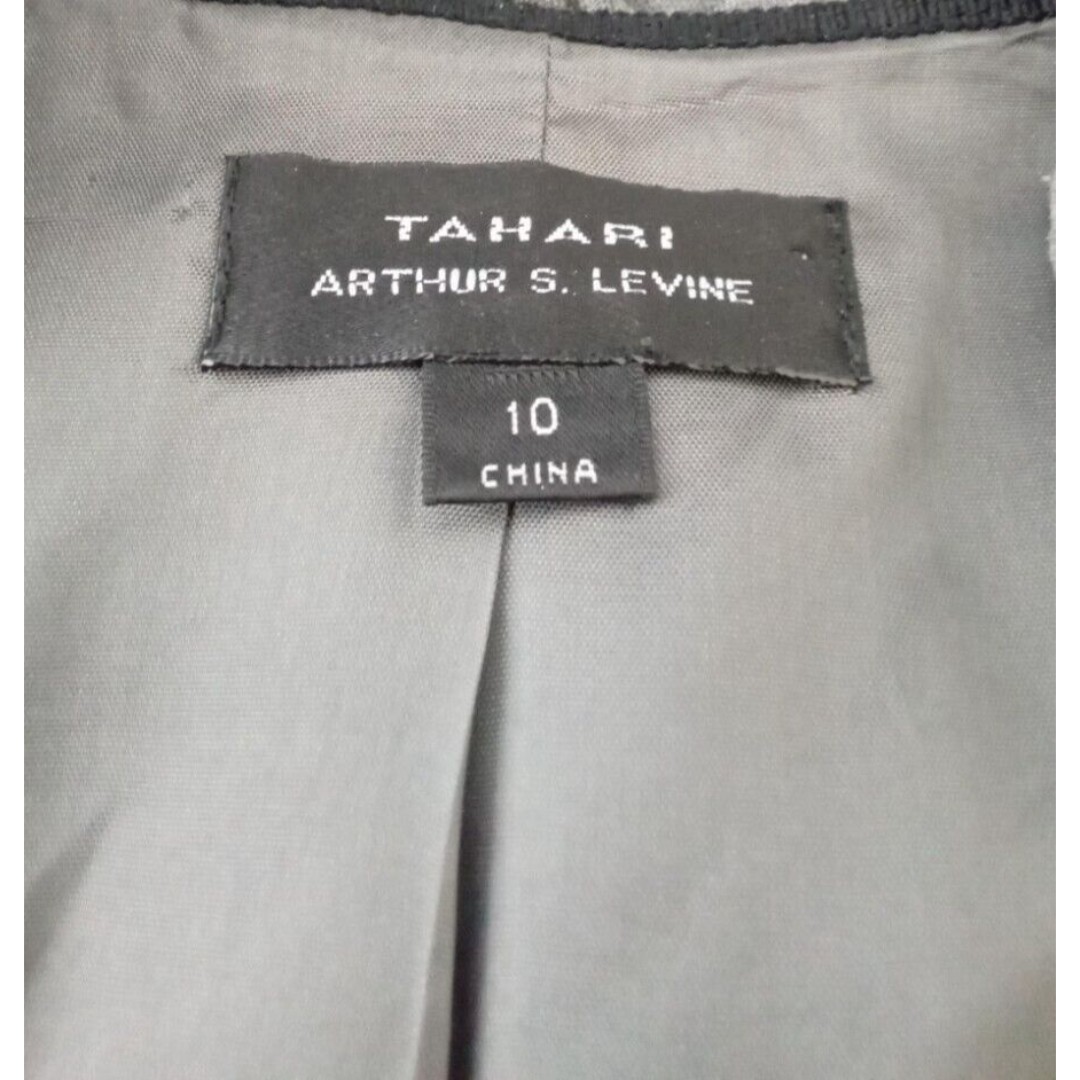 TAHARI
ARTHUR S. LEVINE
10
CHINA